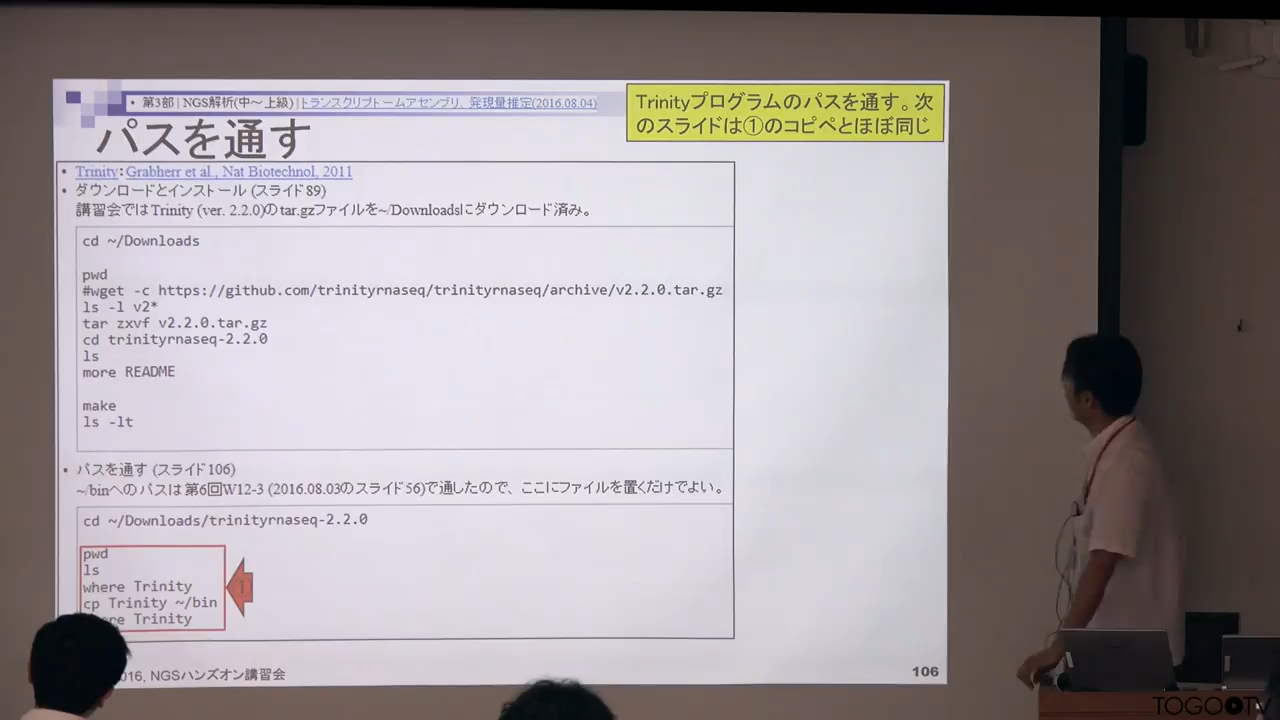 • 第3部 | NGS解析(中～上級) | トランスクリプトームアセンブリ、発現量推定(2016.08.04)
Trinityプログラムのパスを通す。次
のスライドは①のコピペとほぼ同じ
パスを通す
• Trinity：Grabherr et al., Nat Biotechnol, 2011
• ダウンロードとインストール (スライド89)
講習会ではTrinity (ver. 2.2.0)のtar.gzファイルを~/Downloadsにダウンロード済み。
cd ~/Downloads
pwd
#wget -c https://github.com/trinityrnaseq/trinityrnaseq/archive/v2.2.0.tar.gz
ls -l v2*
tar zxvf v2.2.0.tar.gz
cd trinityrnaseq-2.2.0
ls
more README
make
ls -lt
• パスを通す (スライド106)
~/binへのパスは第6回W12-3 (2016.08.03のスライド56)で通したので、ここにファイルを置くだけでよい。
cd ~/Downloads/trinityrnaseq-2.2.0
pwd
ls
where Trinity
①
cp Trinity ~/bin
Trinity
2016, NGSハンズオン講習会
106
TOGOTV